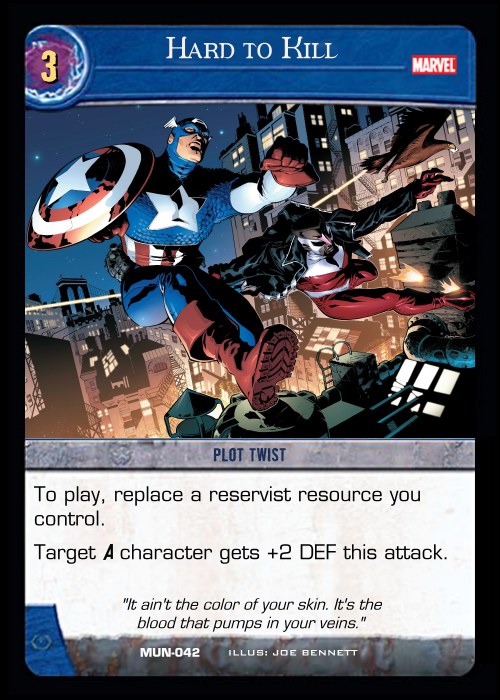 3
HARD TO KILL
MARVEL
PLOT TWIST
To play, replace a reservist resource you
control.
Target A character gets +2 DEF this attack.
"It ain't the color of your skin. It's the
blood that pumps in your veins."
MUN-042 ILLUS: JOE BENNETT